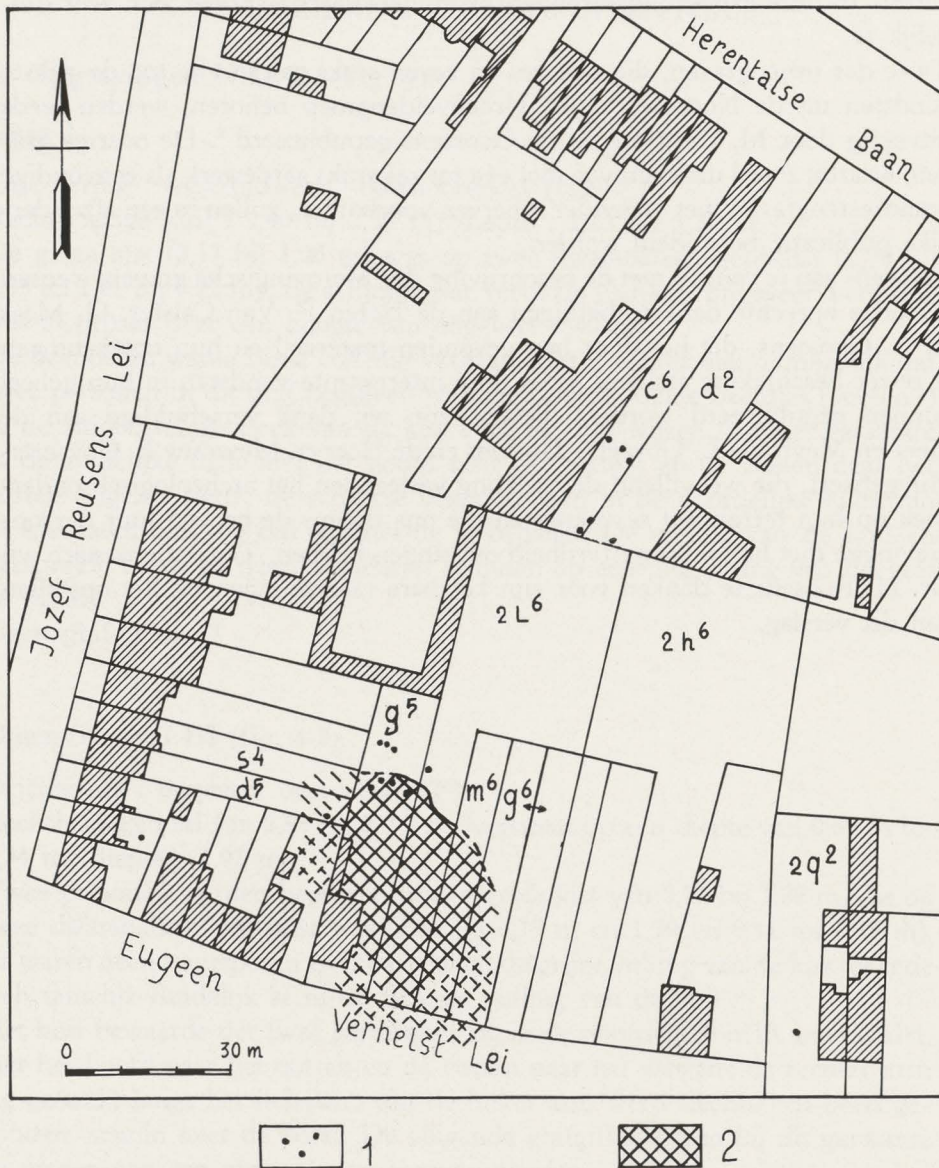 Herentalse
Baan
Jozef Reusens Lei
c⁶ d²
2L⁶
2h⁶
g⁵
s⁴
d⁵
m⁶ g⁶
2q²
Eugeen
Verhelst Lei
0 30 m
1 2